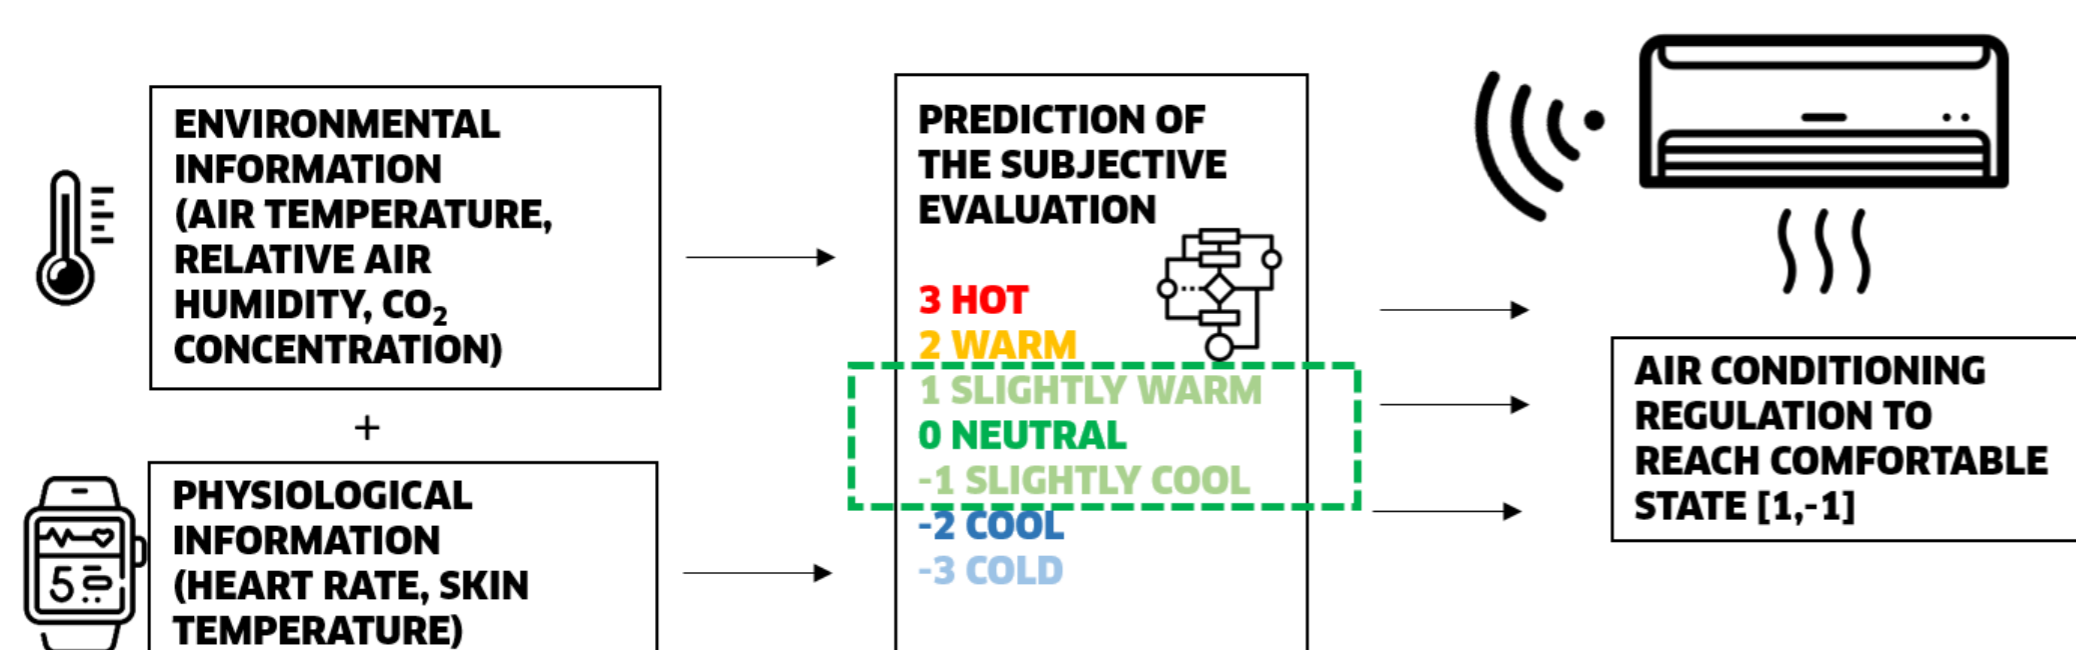 ENVIRONMENTAL
INFORMATION
(AIR TEMPERATURE,
RELATIVE AIR
HUMIDITY, CO₂
CONCENTRATION)
+
PHYSIOLOGICAL
INFORMATION
(HEART RATE, SKIN
TEMPERATURE)
5
PREDICTION OF
THE SUBJECTIVE
EVALUATION
3 HOT
2 WARM
1 SLIGHTLY WARM
0 NEUTRAL
-1 SLIGHTLY COOL
-2 COOL
-3 COLD
AIR CONDITIONING
REGULATION TO
REACH COMFORTABLE
STATE [1,-1]